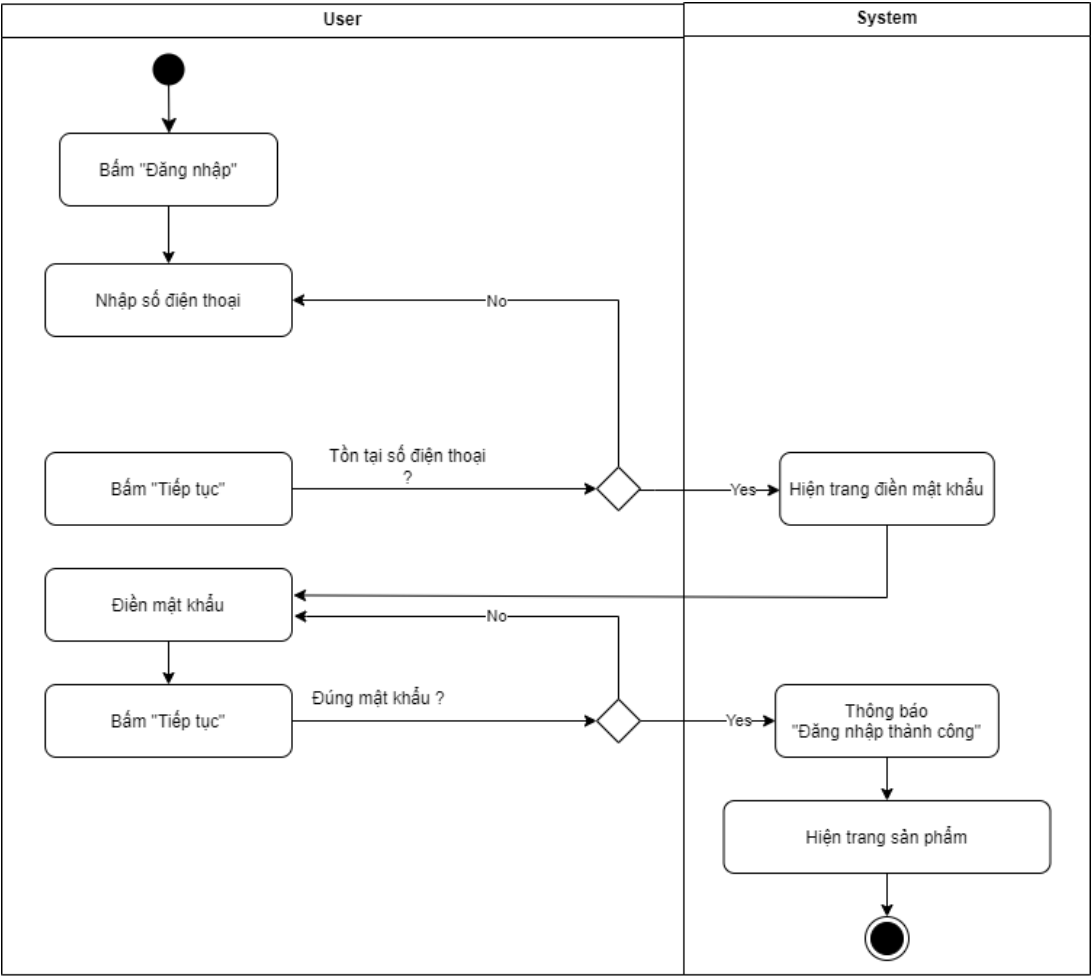 User
System
Bấm "Đăng nhập"
Nhập số điện thoại
No
Tồn tại số điện thoại
?
Bấm "Tiếp tục"
Yes
Hiện trang điền mật khẩu
Điền mật khẩu
No
Đúng mật khẩu ?
Bấm "Tiếp tục"
Yes
Thông báo
"Đăng nhập thành công"
Hiện trang sản phẩm